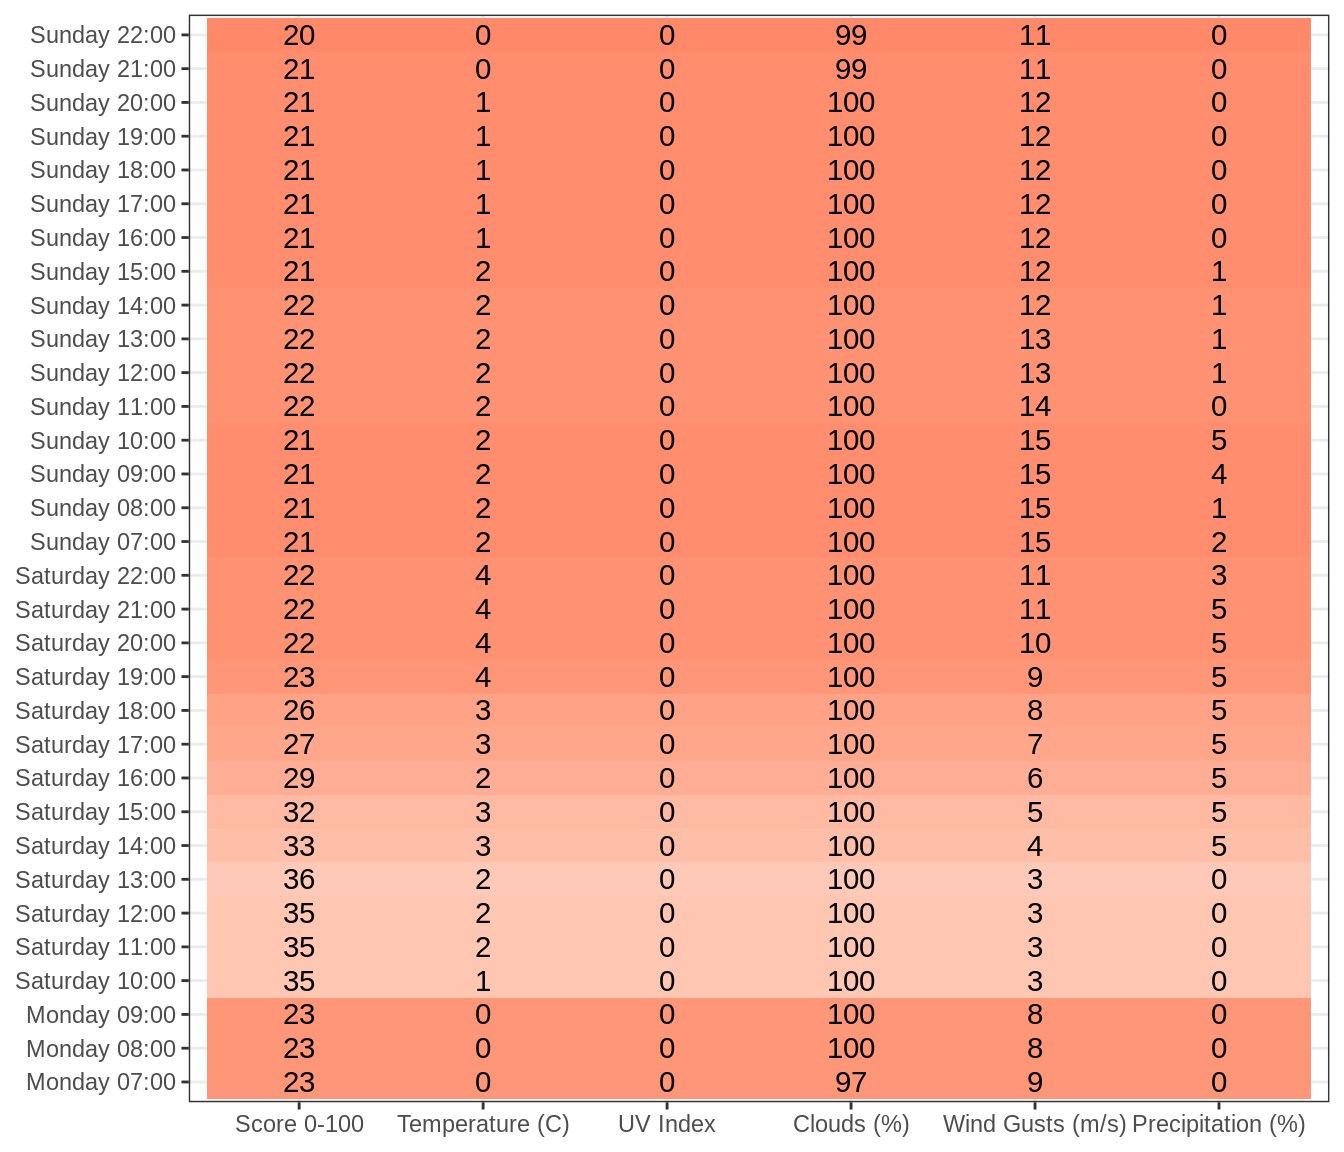 Sunday 22:00 20 0 0 99 11 0
Sunday 21:00 21 0 0 99 11 0
Sunday 20:00 21 1 0 100 12 0
Sunday 19:00 21 1 0 100 12 0
Sunday 18:00 21 1 0 100 12 0
Sunday 17:00 21 1 0 100 12 0
Sunday 16:00 21 1 0 100 12 0
Sunday 15:00 21 2 0 100 12 1
Sunday 14:00 22 2 0 100 12 1
Sunday 13:00 22 2 0 100 13 1
Sunday 12:00 22 2 0 100 13 1
Sunday 11:00 22 2 0 100 14 0
Sunday 10:00 21 2 0 100 15 5
Sunday 09:00 21 2 0 100 15 4
Sunday 08:00 21 2 0 100 15 1
Sunday 07:00 21 2 0 100 15 2
Saturday 22:00 22 4 0 100 11 3
Saturday 21:00 22 4 0 100 11 5
Saturday 20:00 22 4 0 100 10 5
Saturday 19:00 23 4 0 100 9 5
Saturday 18:00 26 3 0 100 8 5
Saturday 17:00 27 3 0 100 7 5
Saturday 16:00 29 2 0 100 6 5
Saturday 15:00 32 3 0 100 5 5
Saturday 14:00 33 3 0 100 4 5
Saturday 13:00 36 2 0 100 3 0
Saturday 12:00 35 2 0 100 3 0
Saturday 11:00 35 2 0 100 3 0
Saturday 10:00 35 1 0 100 3 0
Monday 09:00 23 0 0 100 8 0
Monday 08:00 23 0 0 100 8 0
Monday 07:00 23 0 0 97 9 0
Score 0-100 Temperature (C) UV Index Clouds (%) Wind Gusts (m/s) Precipitation (%)